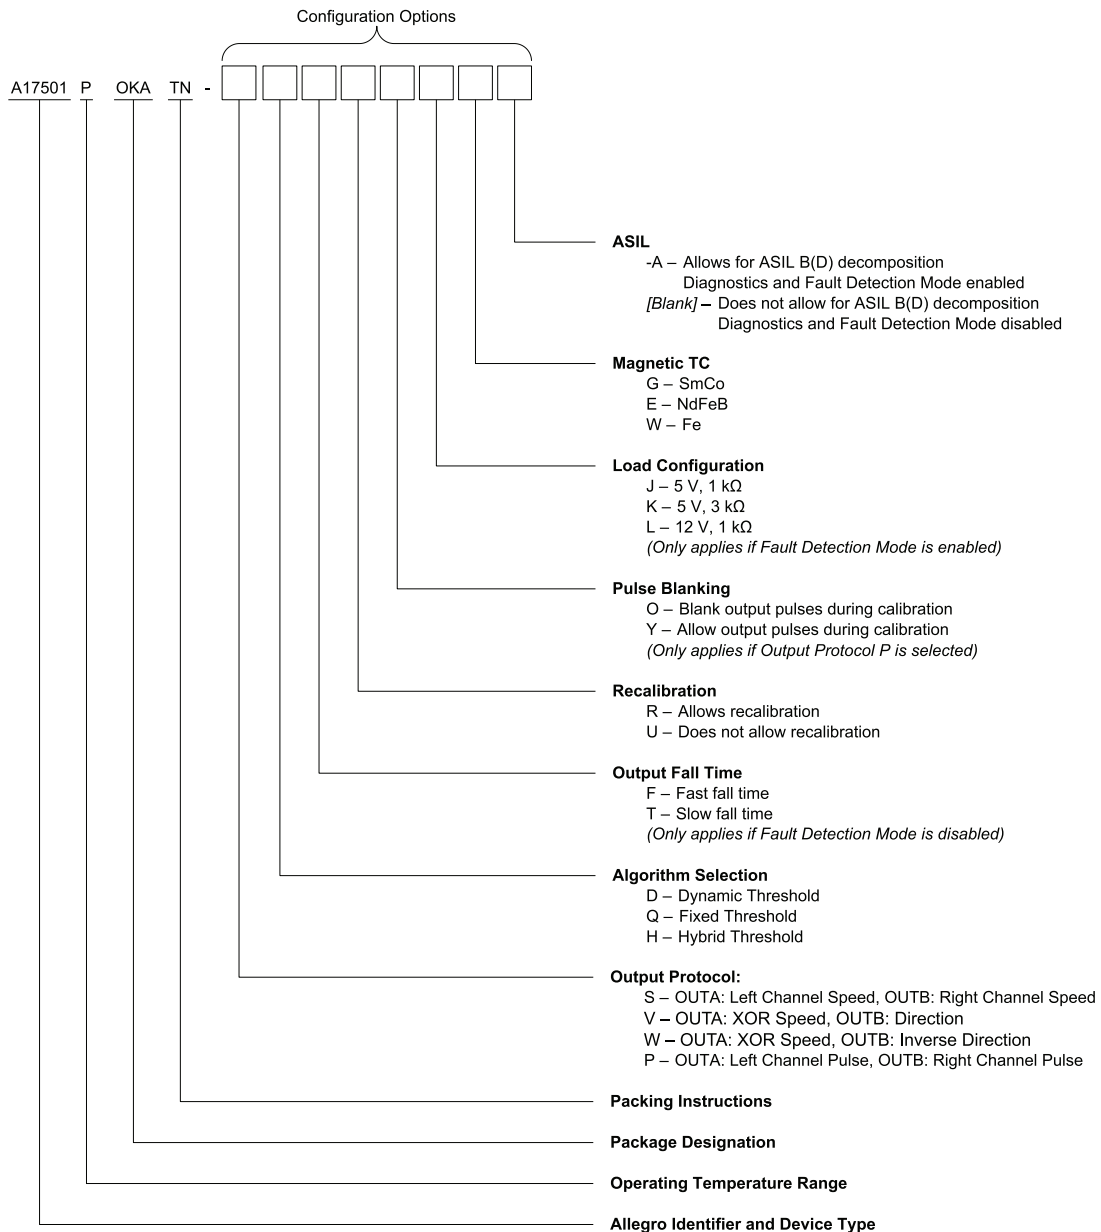 Configuration Options
A17501 P OKA TN -
ASIL
-A – Allows for ASIL B(D) decomposition
Diagnostics and Fault Detection Mode enabled
[Blank] – Does not allow for ASIL B(D) decomposition
Diagnostics and Fault Detection Mode disabled
Magnetic TC
G – SmCo
E – NdFeB
W – Fe
Load Configuration
J – 5 V, 1 kΩ
K – 5 V, 3 kΩ
L – 12 V, 1 kΩ
(Only applies if Fault Detection Mode is enabled)
Pulse Blanking
O – Blank output pulses during calibration
Y – Allow output pulses during calibration
(Only applies if Output Protocol P is selected)
Recalibration
R – Allows recalibration
U – Does not allow recalibration
Output Fall Time
F – Fast fall time
T – Slow fall time
(Only applies if Fault Detection Mode is disabled)
Algorithm Selection
D – Dynamic Threshold
Q – Fixed Threshold
H – Hybrid Threshold
Output Protocol:
S – OUTA: Left Channel Speed, OUTB: Right Channel Speed
V – OUTA: XOR Speed, OUTB: Direction
W – OUTA: XOR Speed, OUTB: Inverse Direction
P – OUTA: Left Channel Pulse, OUTB: Right Channel Pulse
Packing Instructions
Package Designation
Operating Temperature Range
Allegro Identifier and Device Type